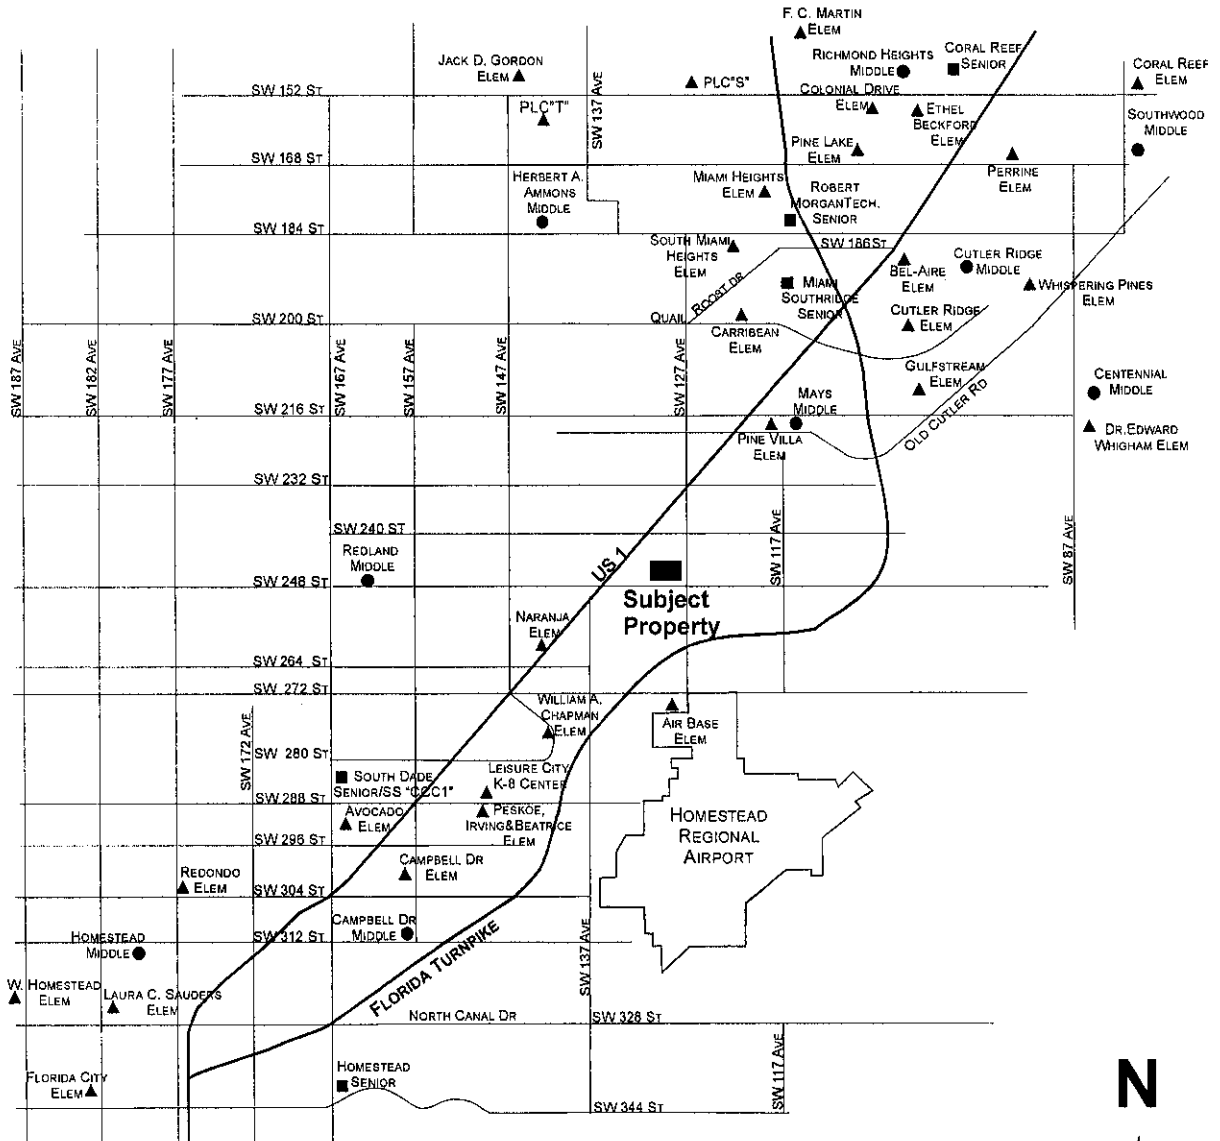 F. C. Martin
Elem
Jack D. Gordon
Elem
PLC"S"
Richmond Heights
Middle
Coral Reef
Senior
Coral Reef
Elem
SW 152 St
SW 137 Ave
Colonial Drive
Elem
Ethel
Beckford
Elem
PLC"T"
Southwood
Middle
Pine Lake
Elem
Perrine
Elem
SW 168 St
Herbert A.
Ammons
Middle
Miami Heights
Elem
Robert
MorganTech.
Senior
SW 184 St
South Miami
Heights
Elem
SW 186 St
Bel-Aire
Elem
Cutler Ridge
Middle
Whispering Pines
Elem
Roost Dr
Quail
Miami
Southridge
Senior
SW 200 St
Carribean
Elem
Cutler Ridge
Elem
SW 187 Ave
SW 182 Ave
SW 177 Ave
SW 167 Ave
SW 157 Ave
SW 147 Ave
SW 127 Ave
Gulfstream
Elem
Centennial
Middle
Mays
Middle
SW 216 St
Pine Villa
Elem
Old Cutler Rd
Dr.Edward
Whigham Elem
SW 232 St
SW 240 St
Redland
Middle
US 1
SW 117 Ave
SW 87 Ave
SW 248 St
Subject
Property
Naranja
Elem
SW 264 St
SW 272 St
William A.
Chapman
Elem
Air Base
Elem
SW 172 Ave
SW 280 St
South Dade
Senior/SS "CCC1"
Leisure City
K-8 Center
SW 288 St
Avocado
Elem
Peskoe,
Irving&Beatrice
Elem
Homestead
Regional
Airport
SW 296 St
Redondo
Elem
Campbell Dr
Elem
SW 304 St
Campbell Dr
Middle
SW 312 St
Homestead
Middle
Florida Turnpike
SW 137 Ave
W. Homestead
Elem
Laura C. Sauders
Elem
North Canal Dr
SW 328 St
SW 117 Ave
Florida City
Elem
Homestead
Senior
SW 344 St
N